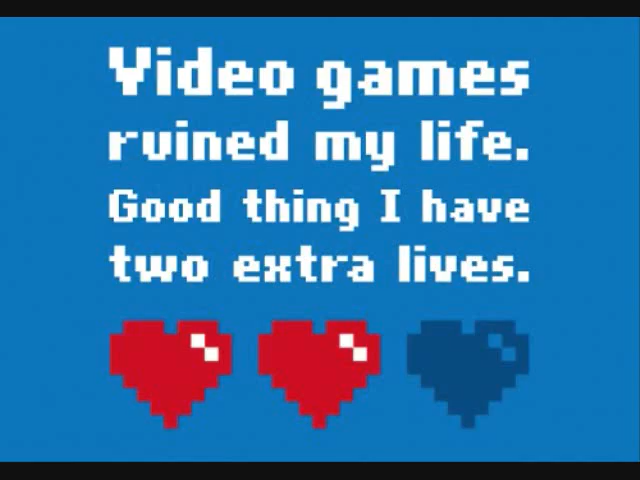 Video games
ruined my life.
Good thing I have
two extra lives.